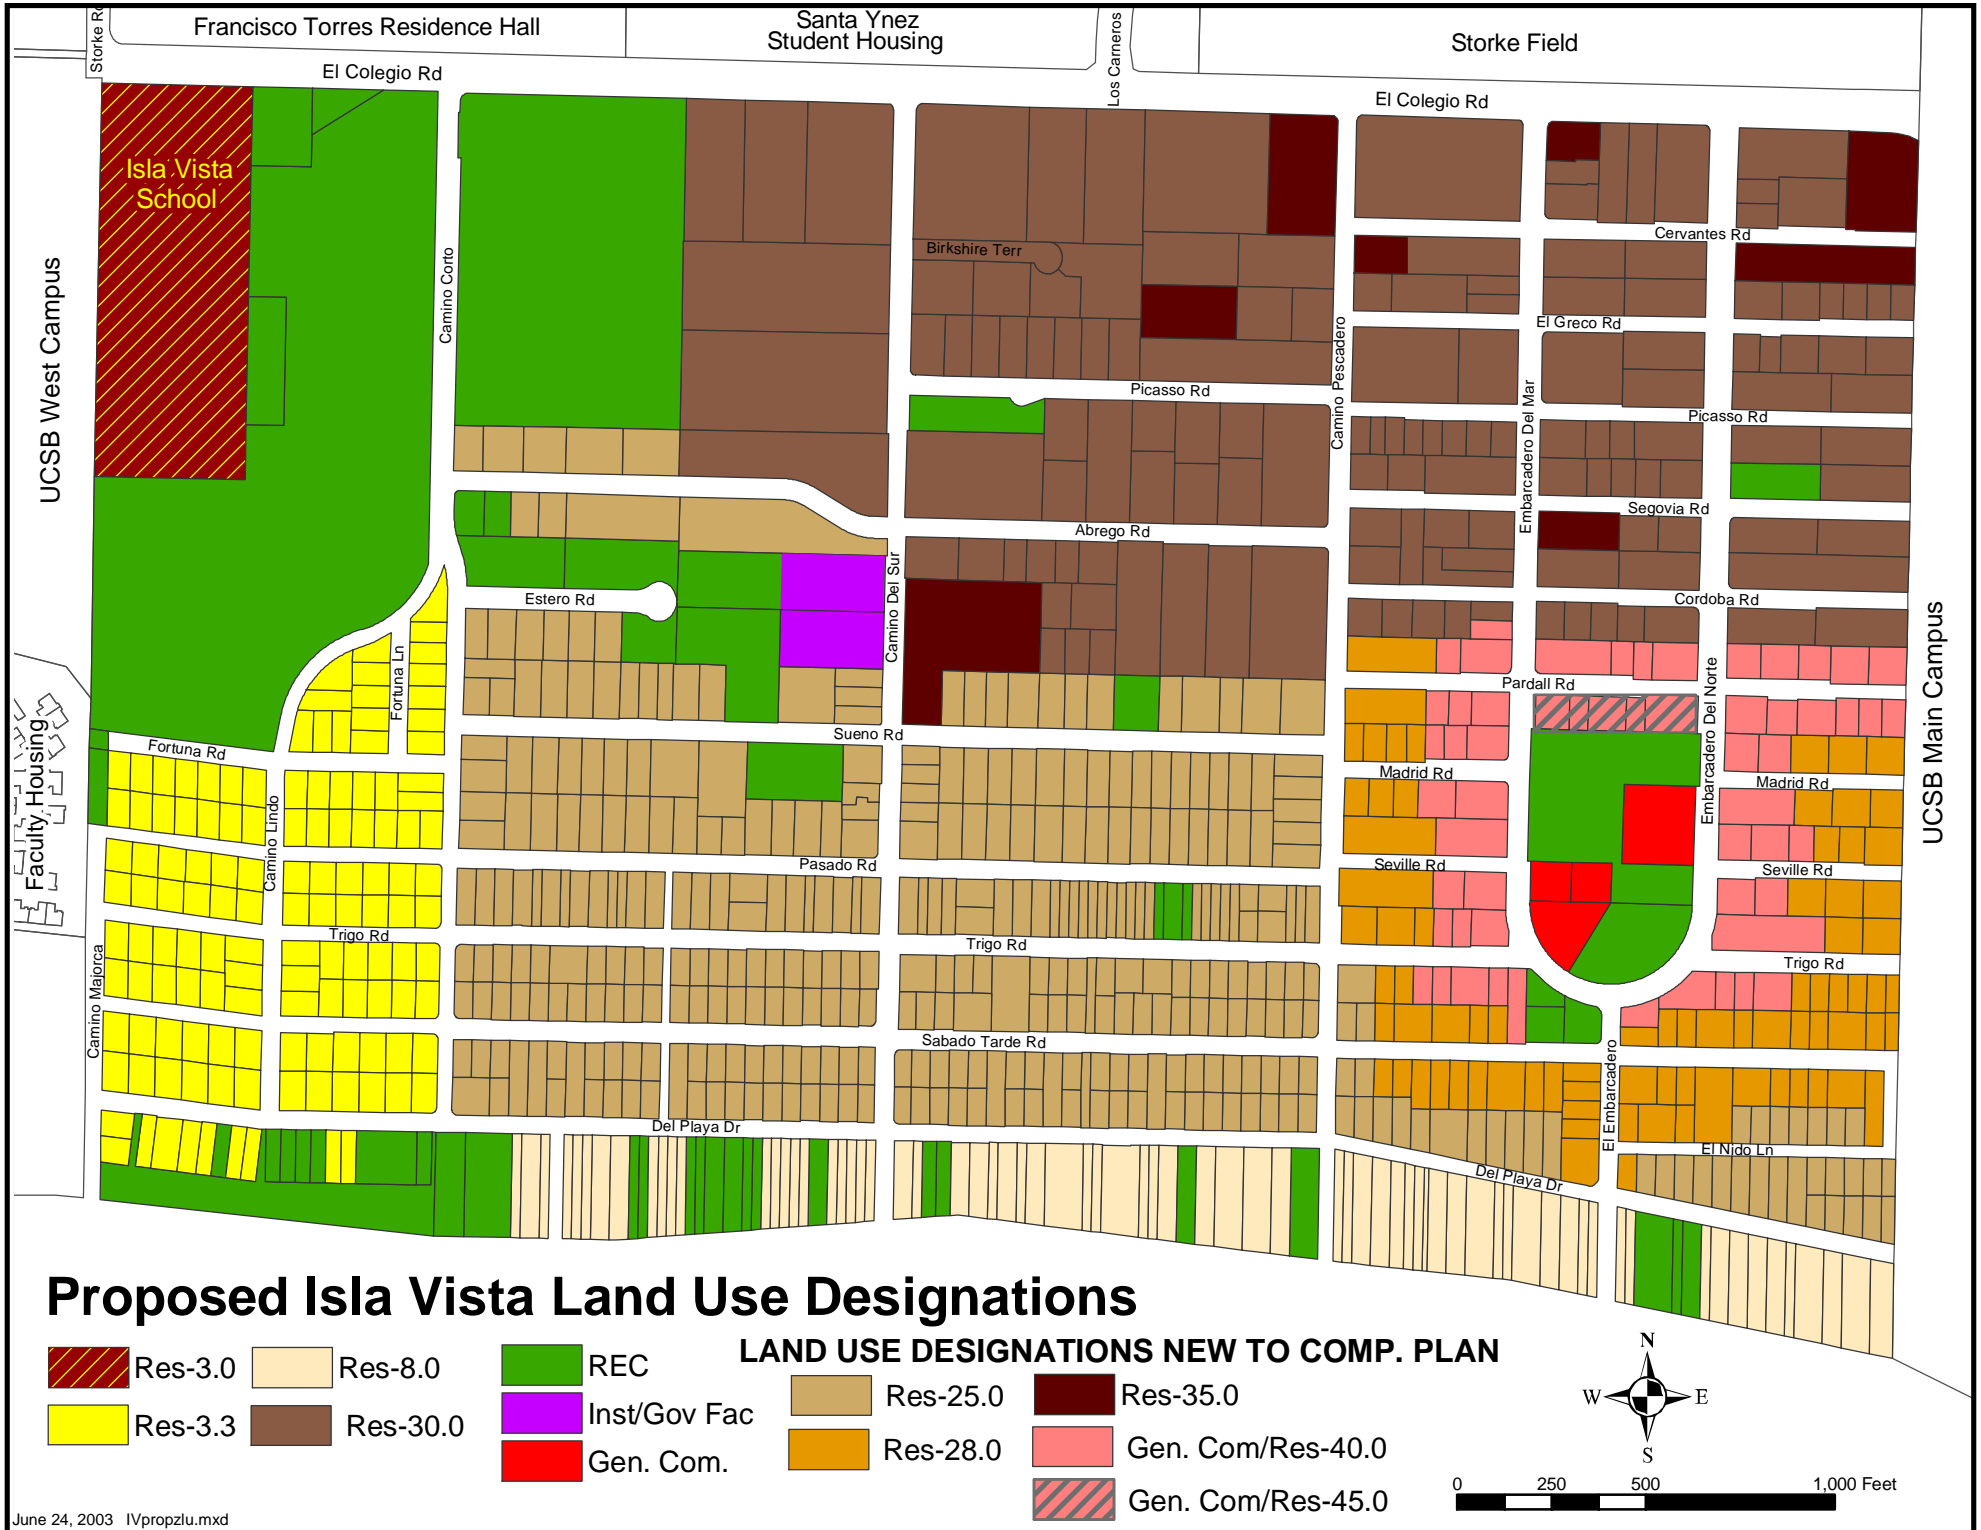 Francisco Torres Residence Hall
Santa Ynez
Student Housing
Storke Field
Storke Rd
Los Carneros
El Colegio Rd
El Colegio Rd
Isla Vista
School
Camino Corto
Birkshire Terr
Cervantes Rd
El Greco Rd
Camino Pescadero
Embarcadero Del Mar
Picasso Rd
Picasso Rd
UCSB West Campus
Segovia Rd
Abrego Rd
Estero Rd
Camino Del Sur
Cordoba Rd
Fortuna Ln
Pardall Rd
Embarcadero Del Norte
UCSB Main Campus
Fortuna Rd
Sueno Rd
Madrid Rd
Madrid Rd
Faculty Housing
Camino Lindo
Pasado Rd
Seville Rd
Seville Rd
Trigo Rd
Trigo Rd
Trigo Rd
Camino Majorca
Sabado Tarde Rd
El Embarcadero
Del Playa Dr
El Nido Ln
Del Playa Dr
Proposed Isla Vista Land Use Designations
LAND USE DESIGNATIONS NEW TO COMP. PLAN
Res-3.0
Res-8.0
REC
Res-25.0
Res-35.0
Res-3.3
Res-30.0
Inst/Gov Fac
Res-28.0
Gen. Com/Res-40.0
Gen. Com.
Gen. Com/Res-45.0
N
W
E
S
0 250 500 1,000 Feet
June 24, 2003 IVpropzlu.mxd